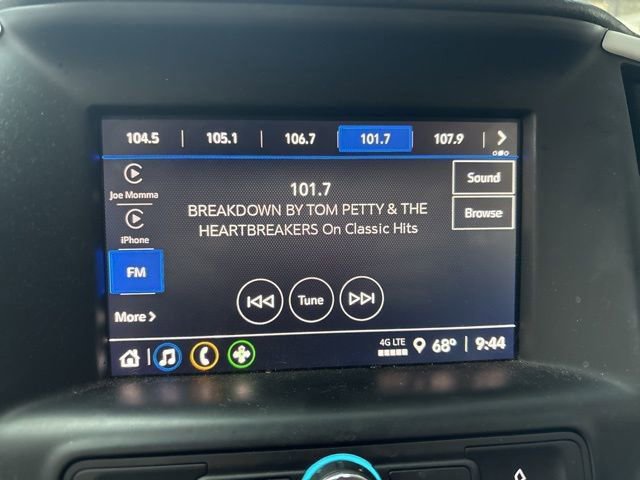 104.5 105.1 106.7 101.7 107.9
Joe Momma
iPhone
FM
More
101.7
BREAKDOWN BY TOM PETTY & THE
HEARTBREAKERS On Classic Hits
Tune
Sound
Browse
4G LTE 68° 9:44